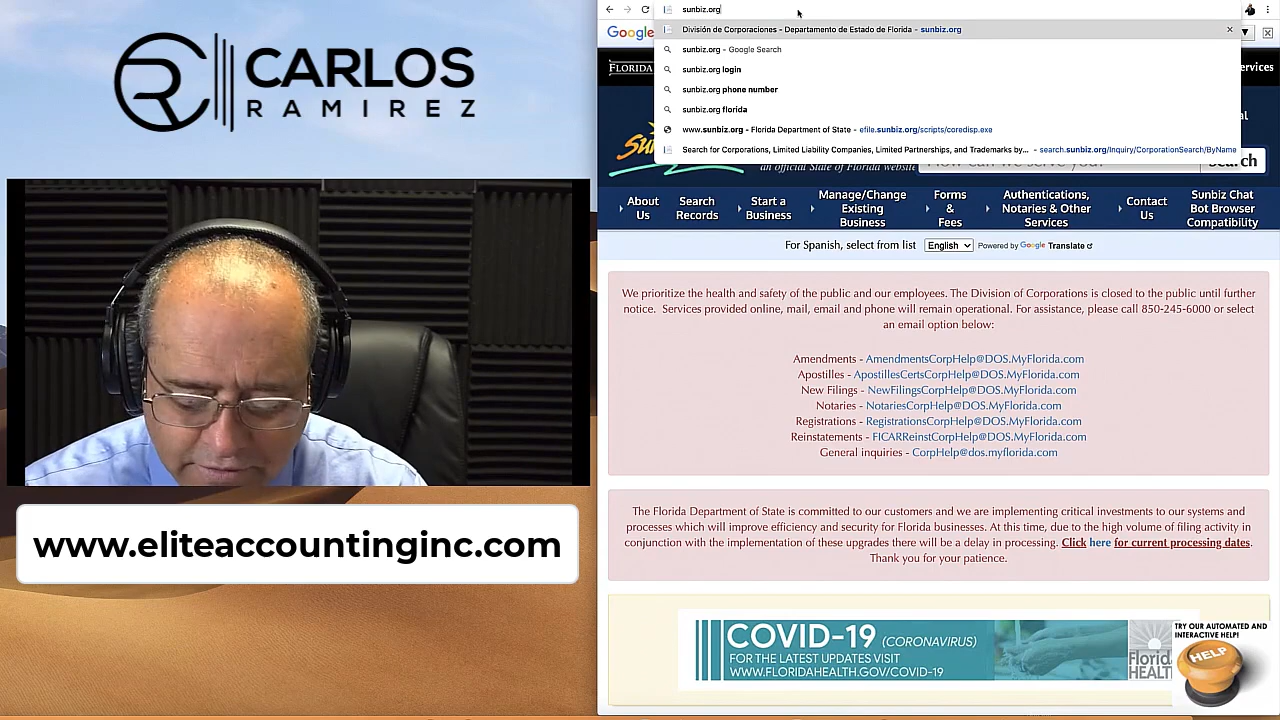 CARLOS
RAMIREZ
www.eliteaccountinginc.com
sunbiz.org
División de Corporaciones - Departamento de Estado de Florida - sunbiz.org
sunbiz.org - Google Search
sunbiz.org login
sunbiz.org phone number
sunbiz.org florida
www.sunbiz.org - Florida Department of State - efile.sunbiz.org/scripts/coredisp.exe
Search for Corporations, Limited Liability Companies, Limited Partnerships, and Trademarks by... - search.sunbiz.org/Inquiry/CorporationSearch/ByName
Google
FLORIDA
ervices
an official State of Florida website
Search
About Us
Search Records
Start a Business
Manage/Change Existing Business
Forms & Fees
Authentications, Notaries & Other Services
Contact Us
Sunbiz Chat Bot Browser Compatibility
For Spanish, select from list English Powered by Google Translate
We prioritize the health and safety of the public and our employees. The Division of Corporations is closed to the public until further
notice. Services provided online, mail, email and phone will remain operational. For assistance, please call 850-245-6000 or select
an email option below:
Amendments - AmendmentsCorpHelp@DOS.MyFlorida.com
Apostilles - ApostillesCertsCorpHelp@DOS.MyFlorida.com
New Filings - NewFilingsCorpHelp@DOS.MyFlorida.com
Notaries - NotariesCorpHelp@DOS.MyFlorida.com
Registrations - RegistrationsCorpHelp@DOS.MyFlorida.com
Reinstatements - FICARReinstCorpHelp@DOS.MyFlorida.com
General inquiries - CorpHelp@dos.myflorida.com
The Florida Department of State is committed to our customers and we are implementing critical investments to our systems and
processes which will improve efficiency and security for Florida businesses. At this time, due to the high volume of filing activity in
conjunction with the implementation of these upgrades there will be a delay in processing. Click here for current processing dates.
Thank you for your patience.
COVID-19 (CORONAVIRUS)
FOR THE LATEST UPDATES VISIT
WWW.FLORIDAHEALTH.GOV/COVID-19
Florida
HEALTH
TRY OUR AUTOMATED AND
INTERACTIVE HELP!
HELP